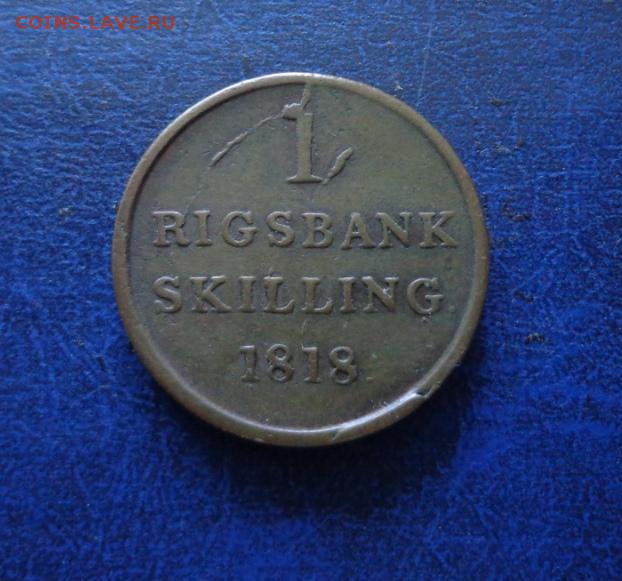 COINS.LAVE.RU
1
RIGSBANK
SKILLING.
1818.